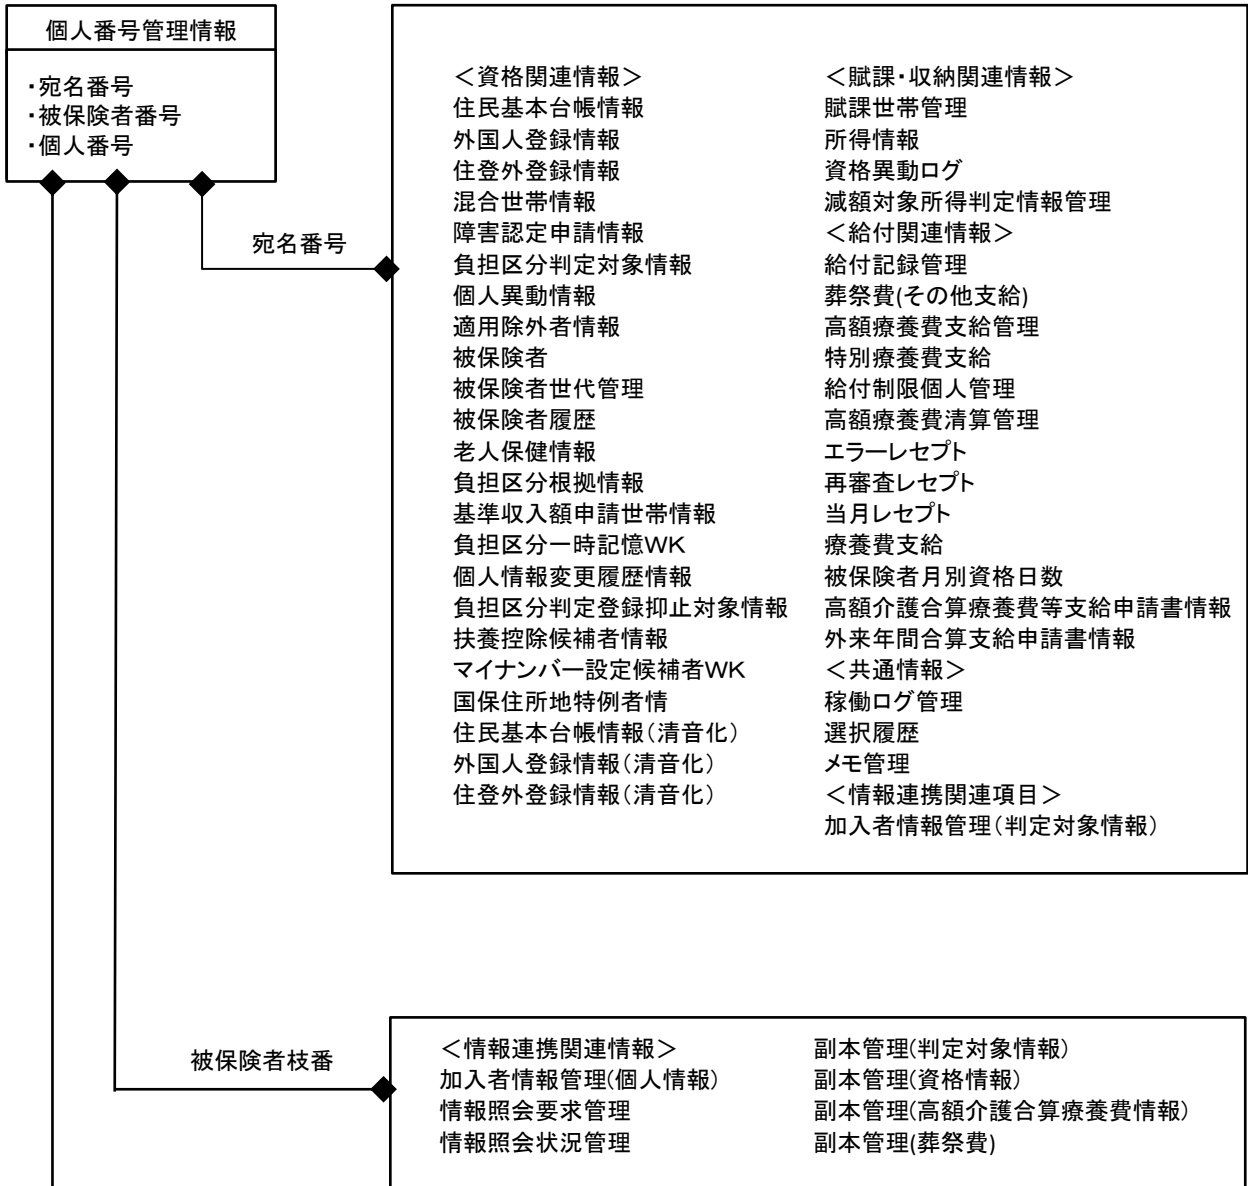 個人番号管理情報
・宛名番号
・被保険者番号
・個人番号
宛名番号
＜資格関連情報＞
住民基本台帳情報
外国人登録情報
住登外登録情報
混合世帯情報
障害認定申請情報
負担区分判定対象情報
個人異動情報
適用除外者情報
被保険者
被保険者世代管理
被保険者履歴
老人保健情報
負担区分根拠情報
基準収入額申請世帯情報
負担区分一時記憶WK
個人情報変更履歴情報
負担区分判定登録抑止対象情報
扶養控除候補者情報
マイナンバー設定候補者WK
国保住所地特例者情
住民基本台帳情報（清音化）
外国人登録情報（清音化）
住登外登録情報（清音化）
＜賦課・収納関連情報＞
賦課世帯管理
所得情報
資格異動ログ
減額対象所得判定情報管理
＜給付関連情報＞
給付記録管理
葬祭費(その他支給)
高額療養費支給管理
特別療養費支給
給付制限個人管理
高額療養費清算管理
エラーレセプト
再審査レセプト
当月レセプト
療養費支給
被保険者月別資格日数
高額介護合算療養費等支給申請書情報
外来年間合算支給申請書情報
＜共通情報＞
稼働ログ管理
選択履歴
メモ管理
＜情報連携関連項目＞
加入者情報管理（判定対象情報）
被保険者枝番
＜情報連携関連情報＞
加入者情報管理(個人情報)
情報照会要求管理
情報照会状況管理
副本管理(判定対象情報)
副本管理(資格情報)
副本管理(高額介護合算療養費情報)
副本管理(葬祭費)